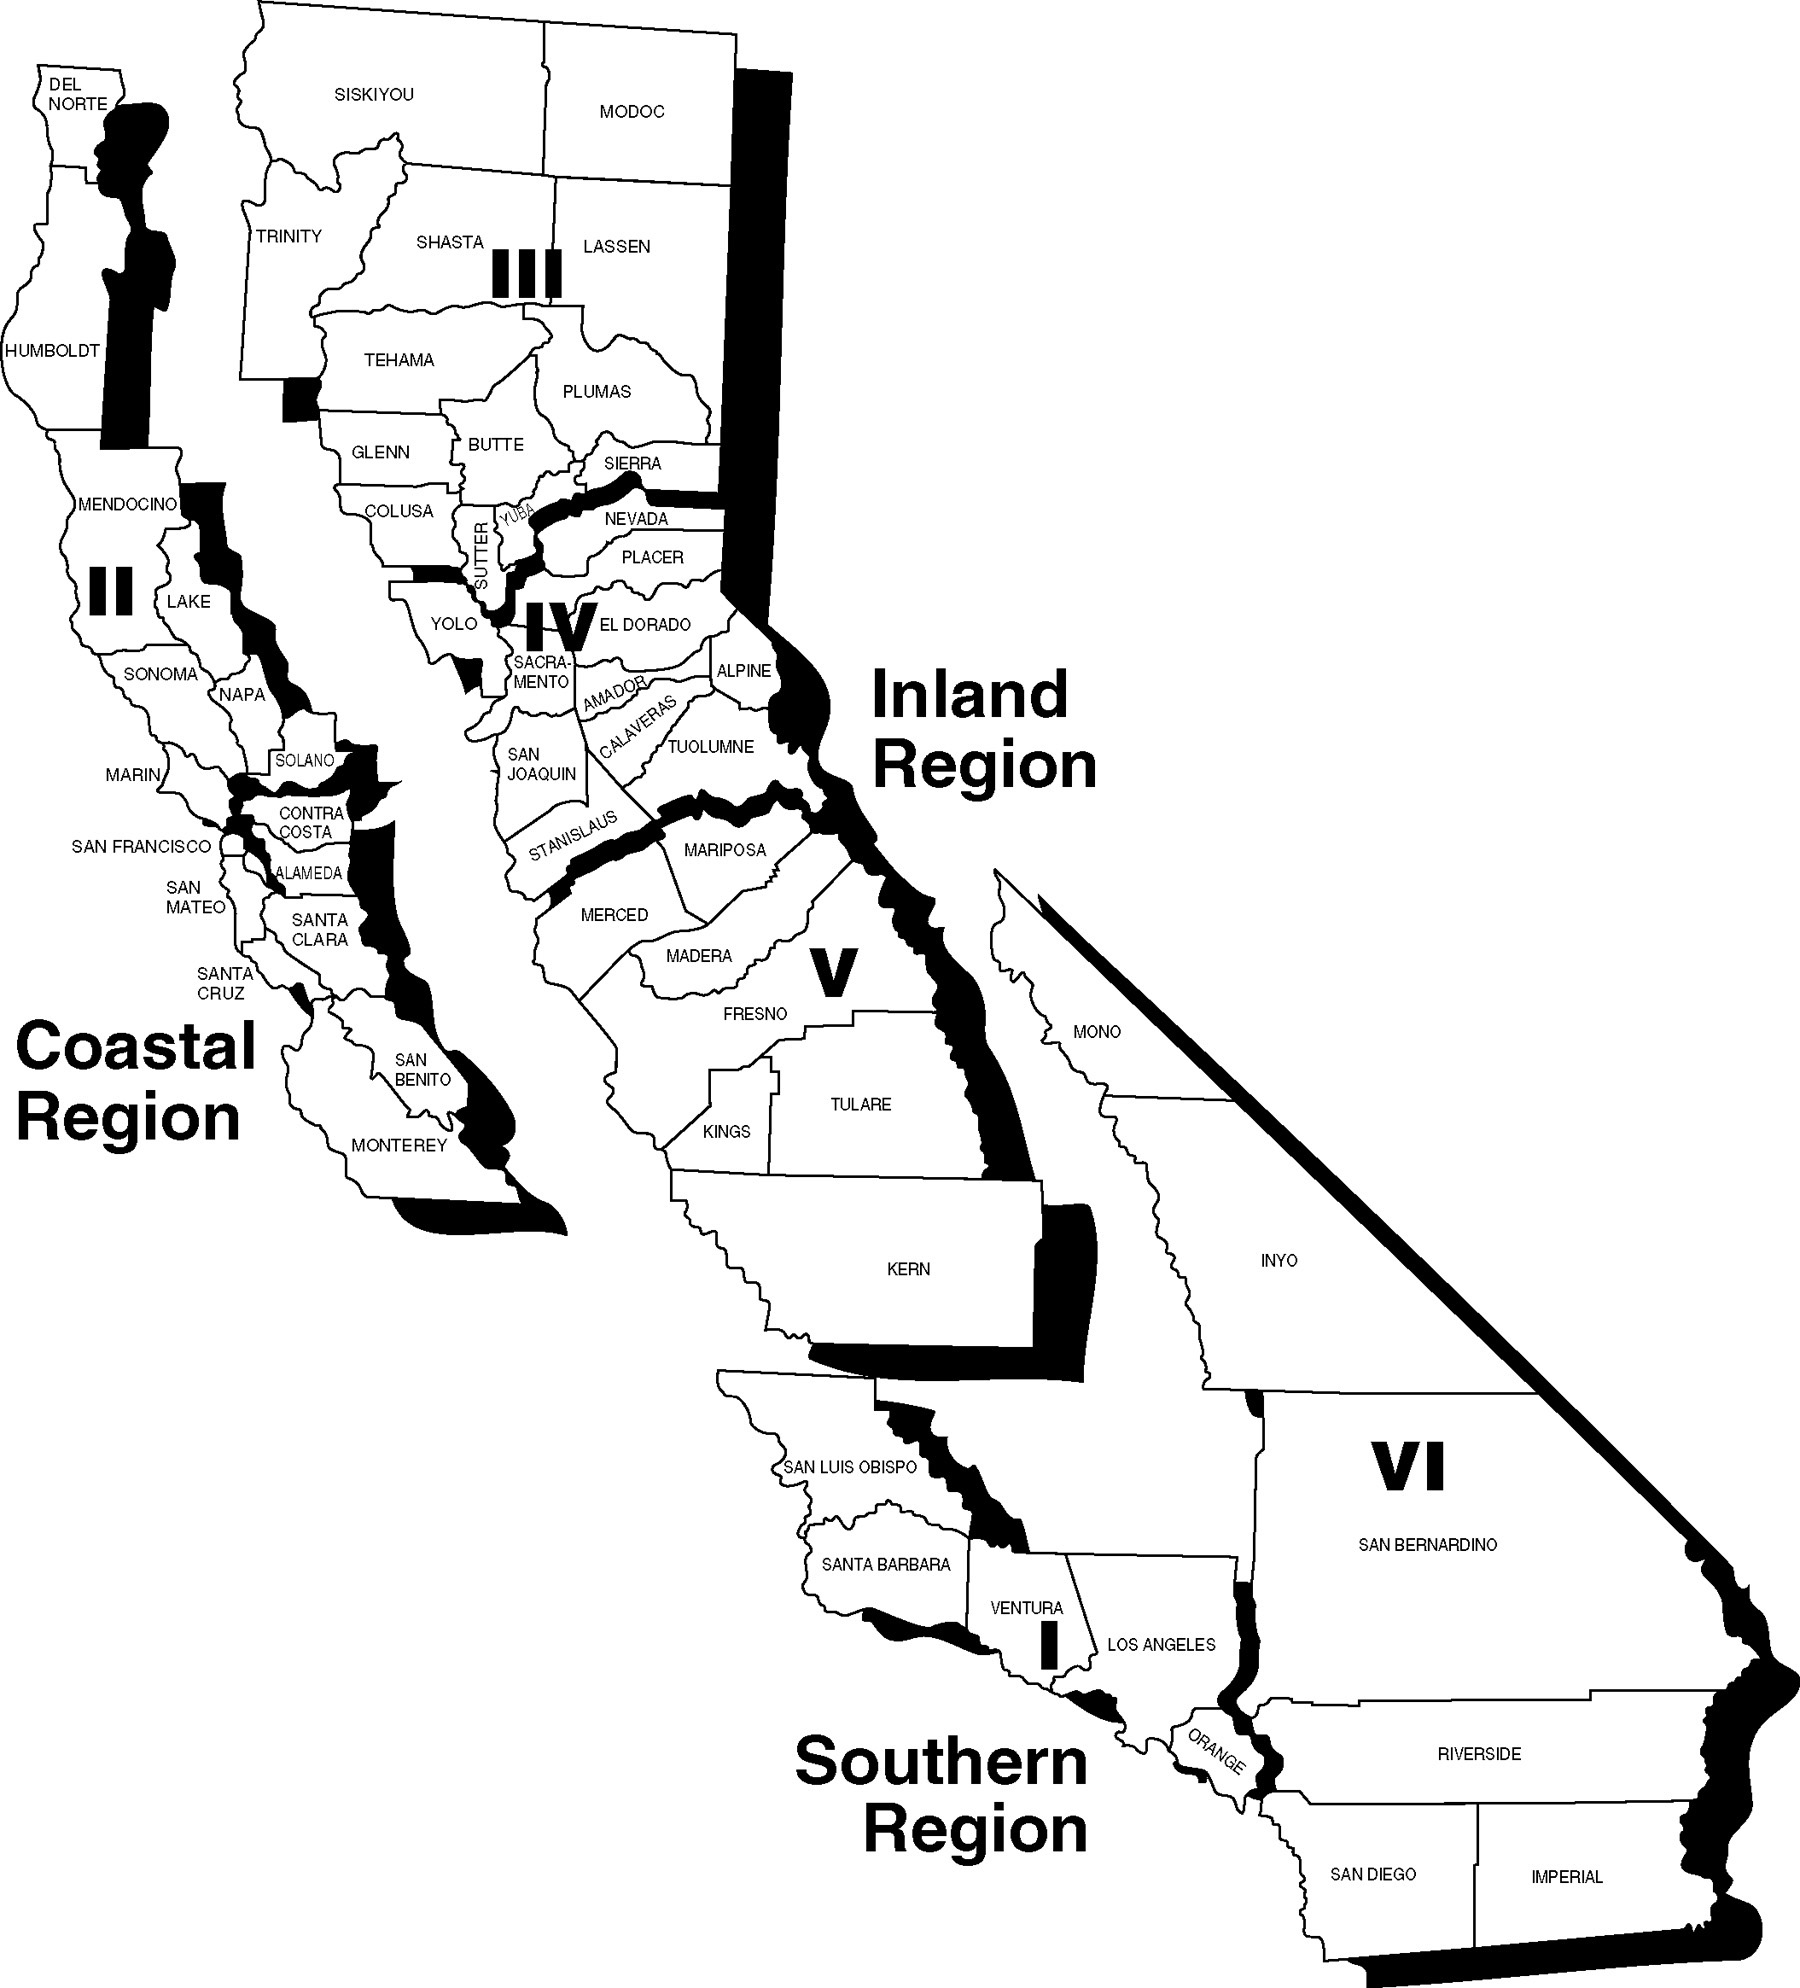 DEL
NORTE
HUMBOLDT
MENDOCINO
II
LAKE
SONOMA
NAPA
MARIN
SOLANO
CONTRA
COSTA
SAN FRANCISCO
ALAMEDA
SAN
MATEO
SANTA
CLARA
SANTA
CRUZ
Coastal
Region
SAN
BENITO
MONTEREY
SISKIYOU
MODOC
TRINITY
SHASTA
LASSEN
III
TEHAMA
PLUMAS
GLENN
BUTTE
SIERRA
COLUSA
SUTTER
YUBA
NEVADA
PLACER
YOLO
IV
EL DORADO
SACRA-
MENTO
AMADOR
ALPINE
CALAVERAS
TUOLUMNE
SAN
JOAQUIN
STANISLAUS
Inland
Region
MARIPOSA
MERCED
MADERA
V
FRESNO
TULARE
KINGS
KERN
MONO
INYO
VI
SAN BERNARDINO
SAN LUIS OBISPO
SANTA BARBARA
VENTURA
I
LOS ANGELES
ORANGE
RIVERSIDE
Southern
Region
SAN DIEGO
IMPERIAL